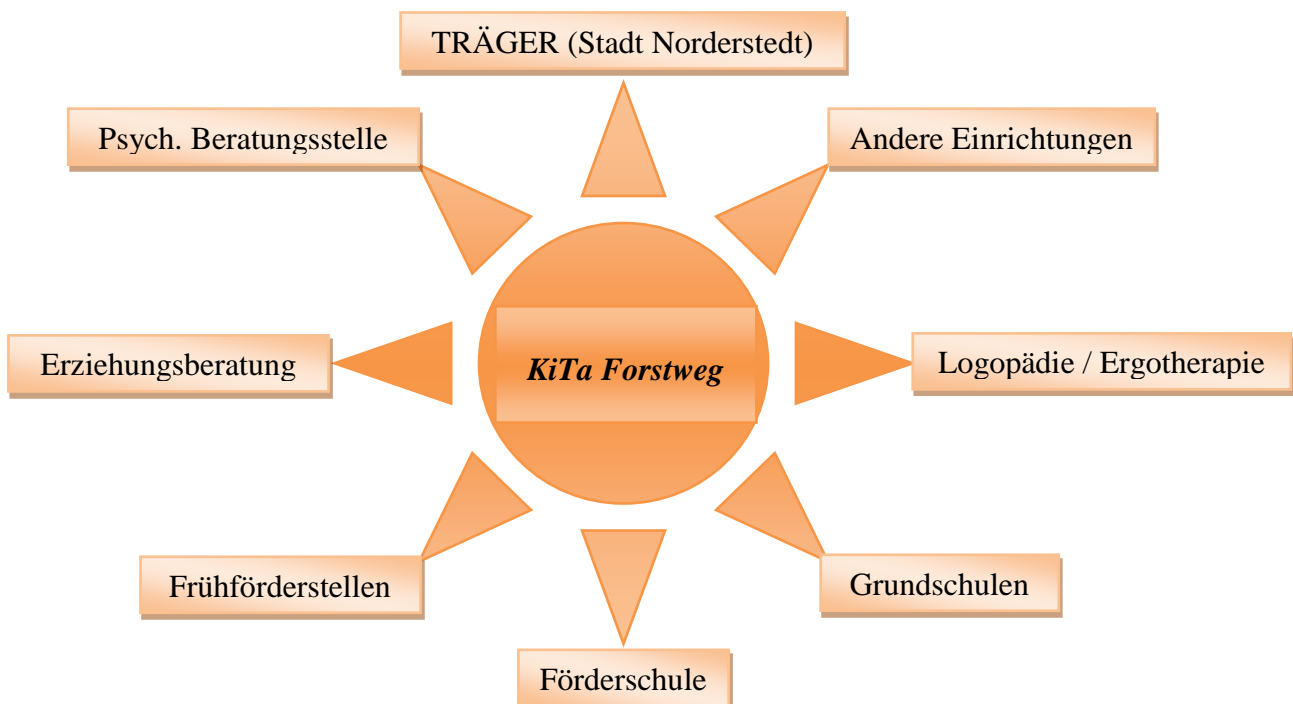 TRÄGER (Stadt Norderstedt)
Psych. Beratungsstelle
Andere Einrichtungen
Erziehungsberatung
KiTa Forstweg
Logopädie / Ergotherapie
Frühförderstellen
Grundschulen
Förderschule